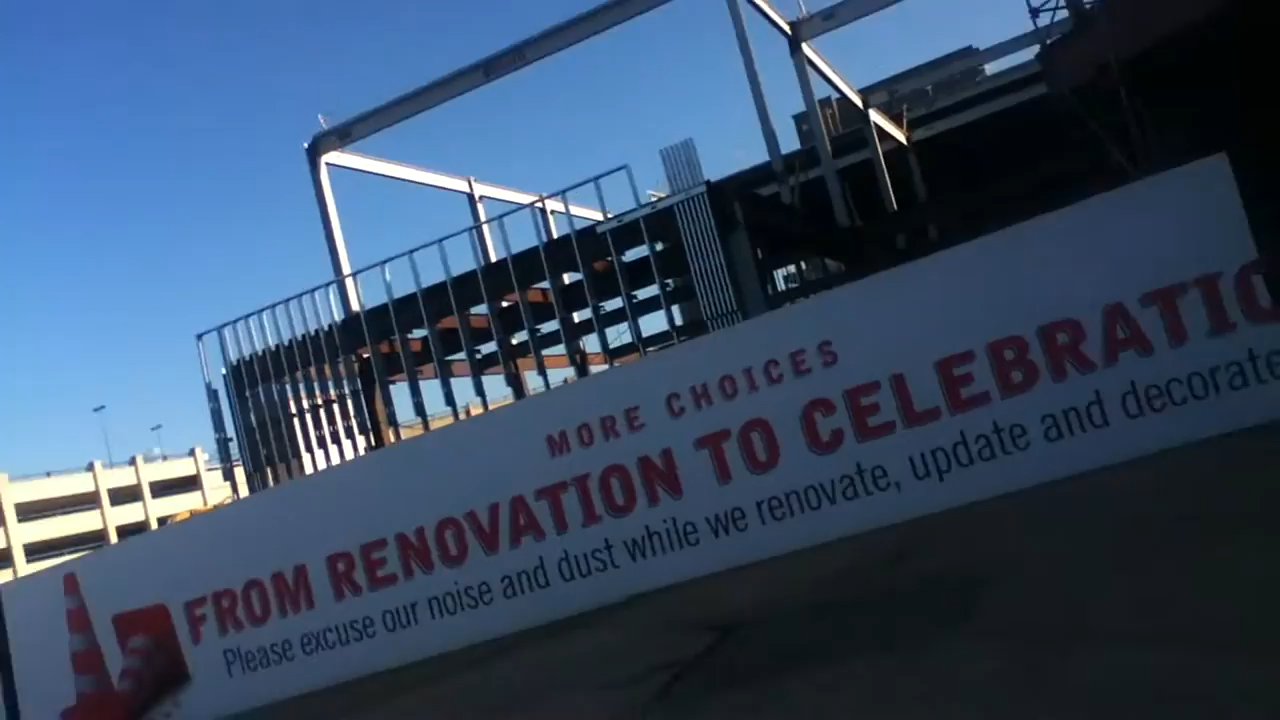 MORE CHOICES
FROM RENOVATION TO CELEBRATIO
Please excuse our noise and dust while we renovate, update and decorate